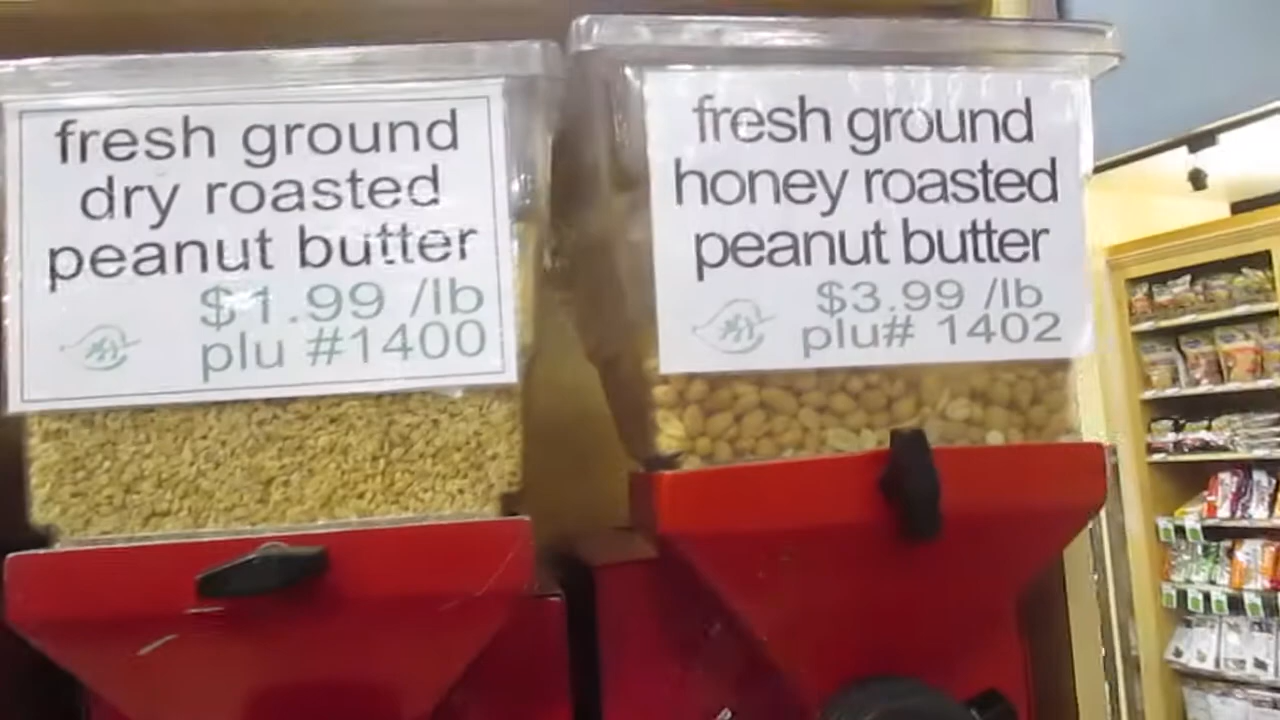 fresh ground
dry roasted
peanut butter
$1.99 /lb
plu #1400
fresh ground
honey roasted
peanut butter
$3.99 /lb
plu# 1402